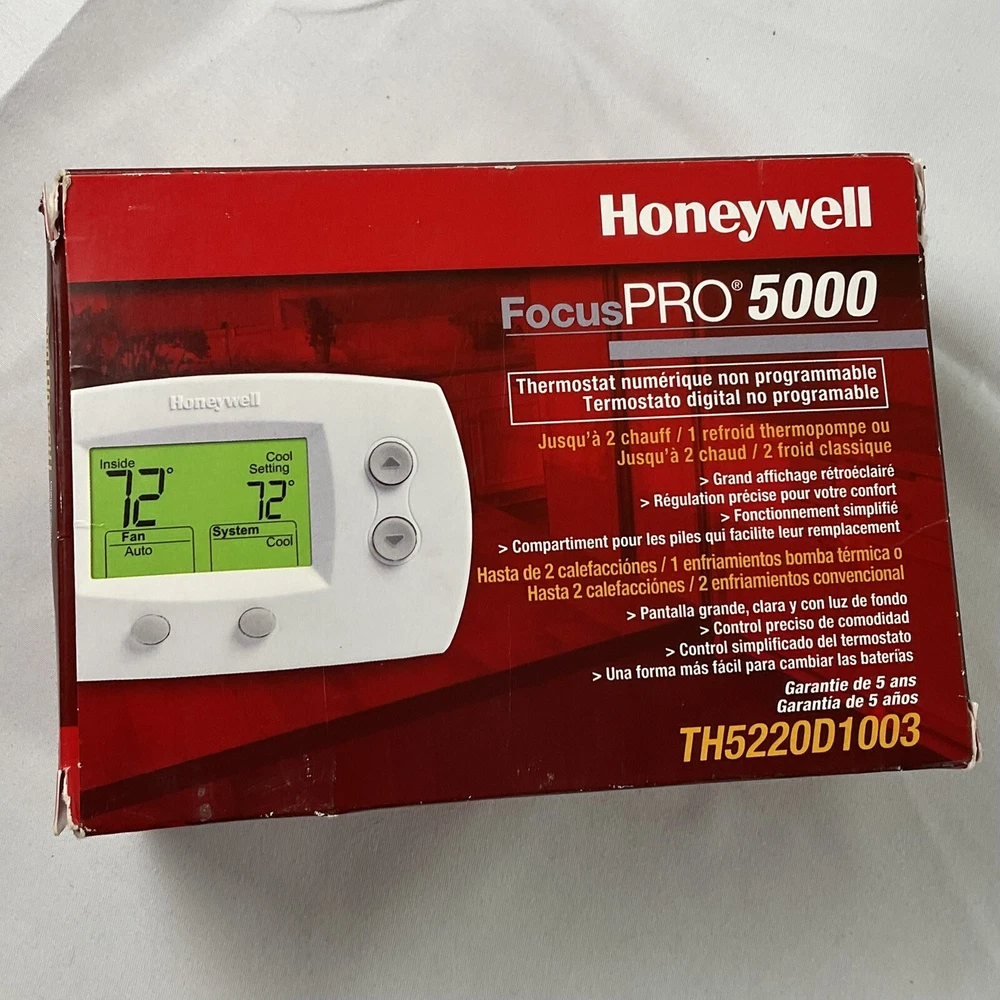 Honeywell
FocusPRO® 5000
Thermostat numérique non programmable
Termostato digital no programable
Jusqu'à 2 chauff / 1 refroid thermopompe ou
Jusqu'à 2 chaud / 2 froid classique
> Grand affichage rétroéclairé
> Régulation précise pour votre confort
> Fonctionnement simplifié
> Compartiment pour les piles qui facilite leur remplacement
Hasta de 2 calefacciónes / 1 enfriamientos bomba térmica o
Hasta 2 calefacciónes / 2 enfriamientos convencional
> Pantalla grande, clara y con luz de fondo
> Control preciso de comodidad
> Control simplificado del termostato
> Una forma más fácil para cambiar las baterías
Garantie de 5 ans
Garantía de 5 años
TH5220D1003
Honeywell
Inside
72°
Cool
Setting
72°
Fan
Auto
System
Cool